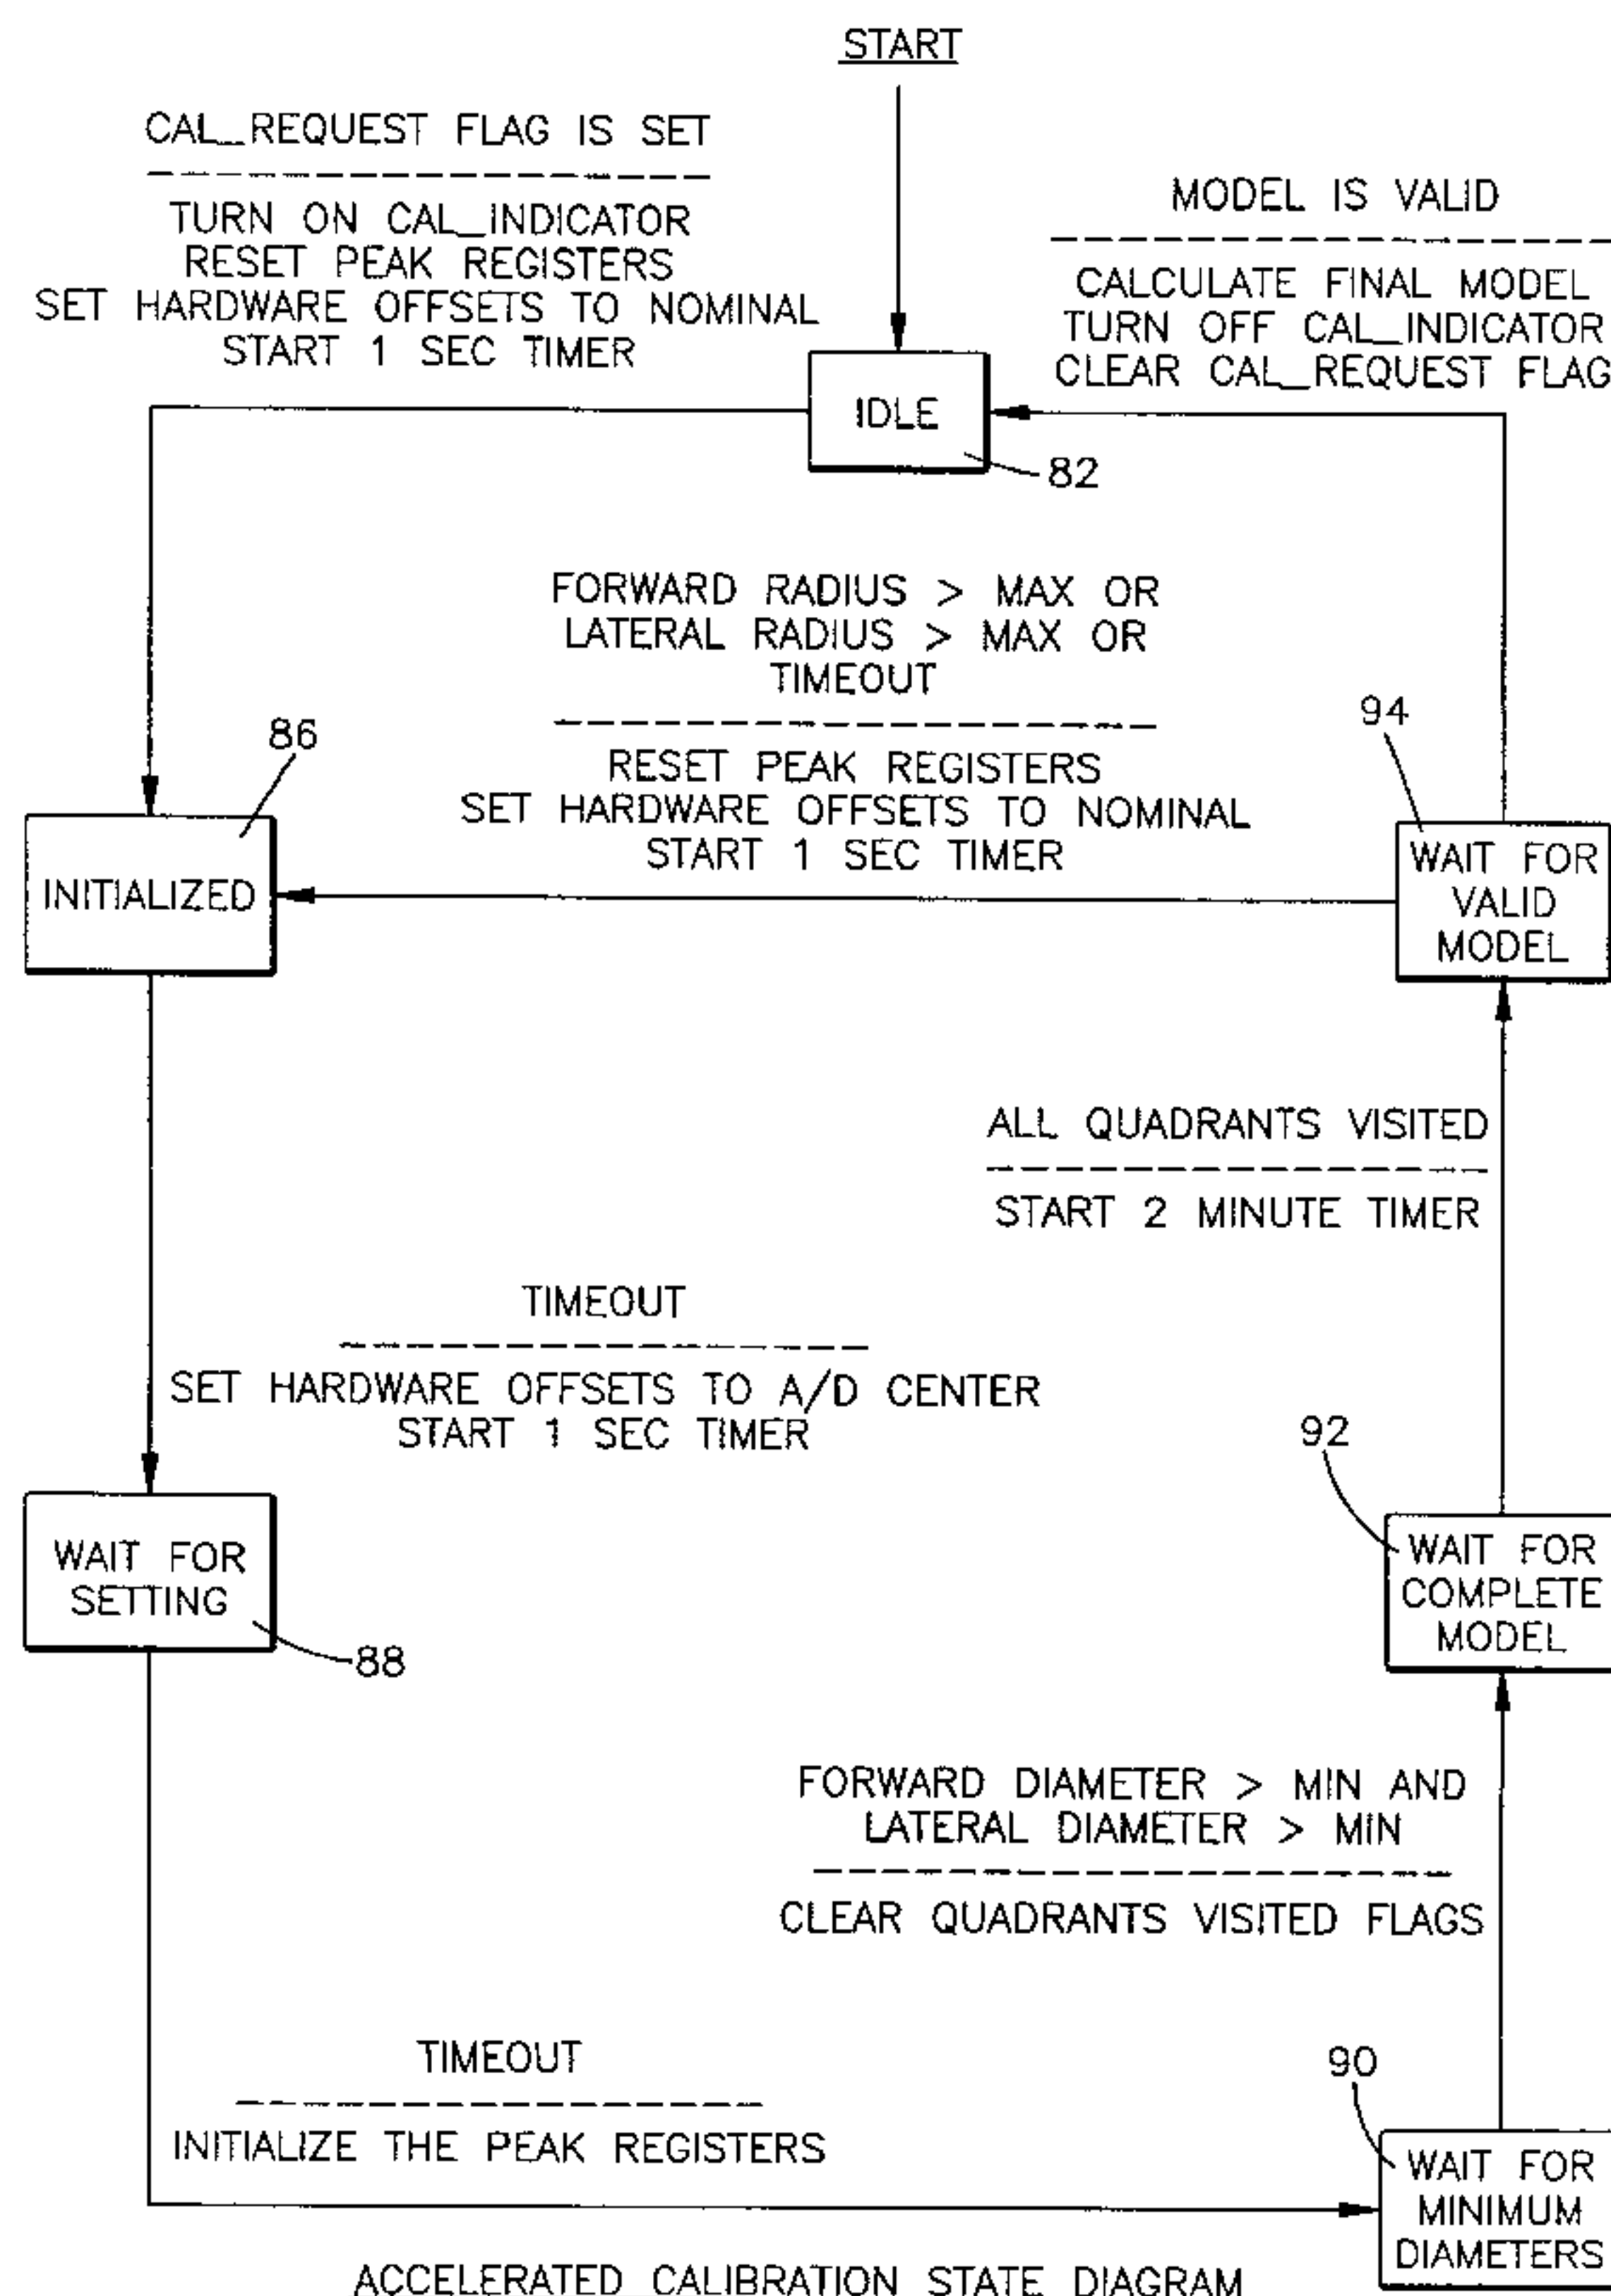 START
CAL_REQUEST FLAG IS SET
TURN ON CAL_INDICATOR
RESET PEAK REGISTERS
SET HARDWARE OFFSETS TO NOMINAL
START 1 SEC TIMER
MODEL IS VALID
CALCULATE FINAL MODEL
TURN OFF CAL_INDICATOR
CLEAR CAL_REQUEST FLAG
IDLE
82
FORWARD RADIUS > MAX OR
LATERAL RADIUS > MAX OR
TIMEOUT
RESET PEAK REGISTERS
SET HARDWARE OFFSETS TO NOMINAL
START 1 SEC TIMER
86
INITIALIZED
94
WAIT FOR
VALID
MODEL
ALL QUADRANTS VISITED
START 2 MINUTE TIMER
TIMEOUT
SET HARDWARE OFFSETS TO A/D CENTER
START 1 SEC TIMER
WAIT FOR
SETTING
88
92
WAIT FOR
COMPLETE
MODEL
FORWARD DIAMETER > MIN AND
LATERAL DIAMETER > MIN
CLEAR QUADRANTS VISITED FLAGS
TIMEOUT
INITIALIZE THE PEAK REGISTERS
90
WAIT FOR
MINIMUM
DIAMETERS
ACCELERATED CALIBRATION STATE DIAGRAM